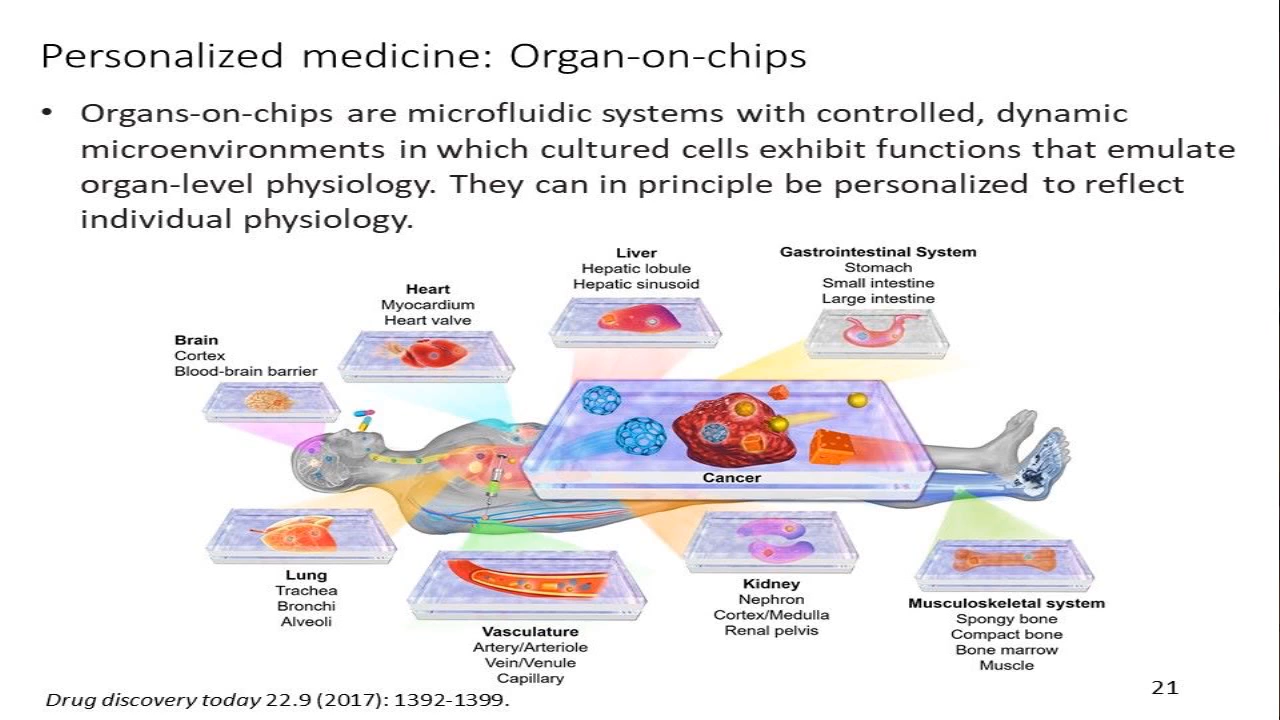 Personalized medicine: Organ-on-chips
• Organs-on-chips are microfluidic systems with controlled, dynamic
microenvironments in which cultured cells exhibit functions that emulate
organ-level physiology. They can in principle be personalized to reflect
individual physiology.
Liver
Hepatic lobule
Hepatic sinusoid
Gastrointestinal System
Stomach
Small intestine
Large intestine
Heart
Myocardium
Heart valve
Brain
Cortex
Blood-brain barrier
Cancer
Lung
Trachea
Bronchi
Alveoli
Vasculature
Artery/Arteriole
Vein/Venule
Capillary
Kidney
Nephron
Cortex/Medulla
Renal pelvis
Musculoskeletal system
Spongy bone
Compact bone
Bone marrow
Muscle
Drug discovery today 22.9 (2017): 1392-1399.
21